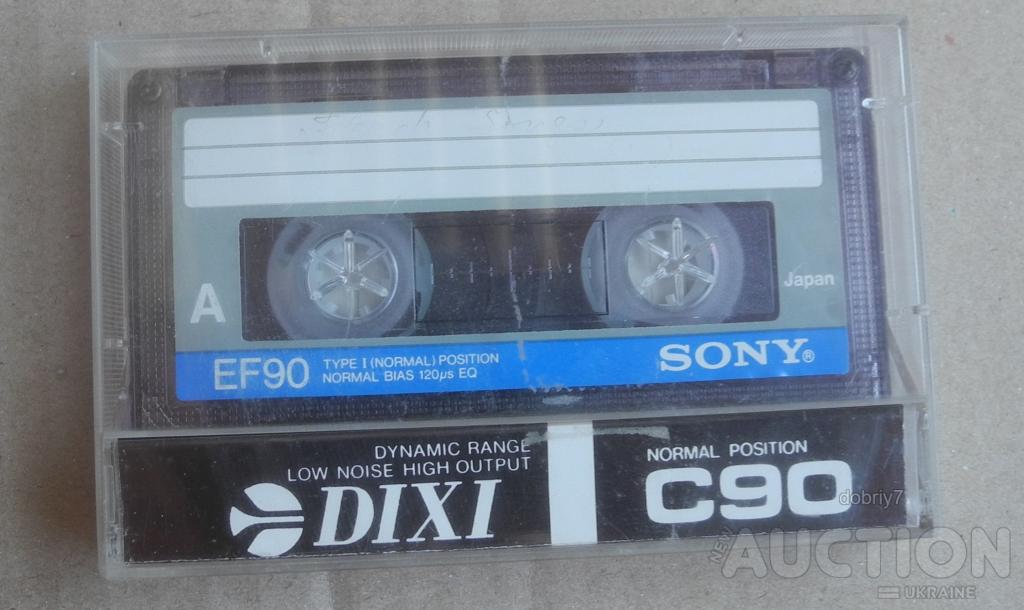 A
Japan
EF90
TYPE I (NORMAL) POSITION
NORMAL BIAS 120µs EQ
SONY®
DYNAMIC RANGE
LOW NOISE HIGH OUTPUT
DIXI
NORMAL POSITION
C90
dobriy7
NEW AUCTION
UKRAINE